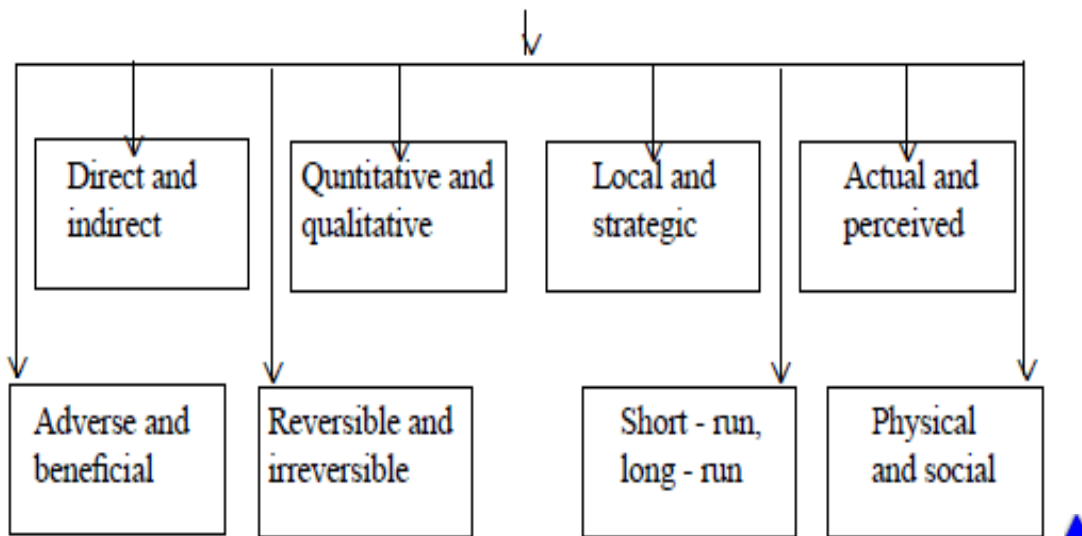 Direct and
indirect
Quntitative and
qualitative
Local and
strategic
Actual and
perceived
Adverse and
beneficial
Reversible and
irreversible
Short - run,
long - run
Physical
and social